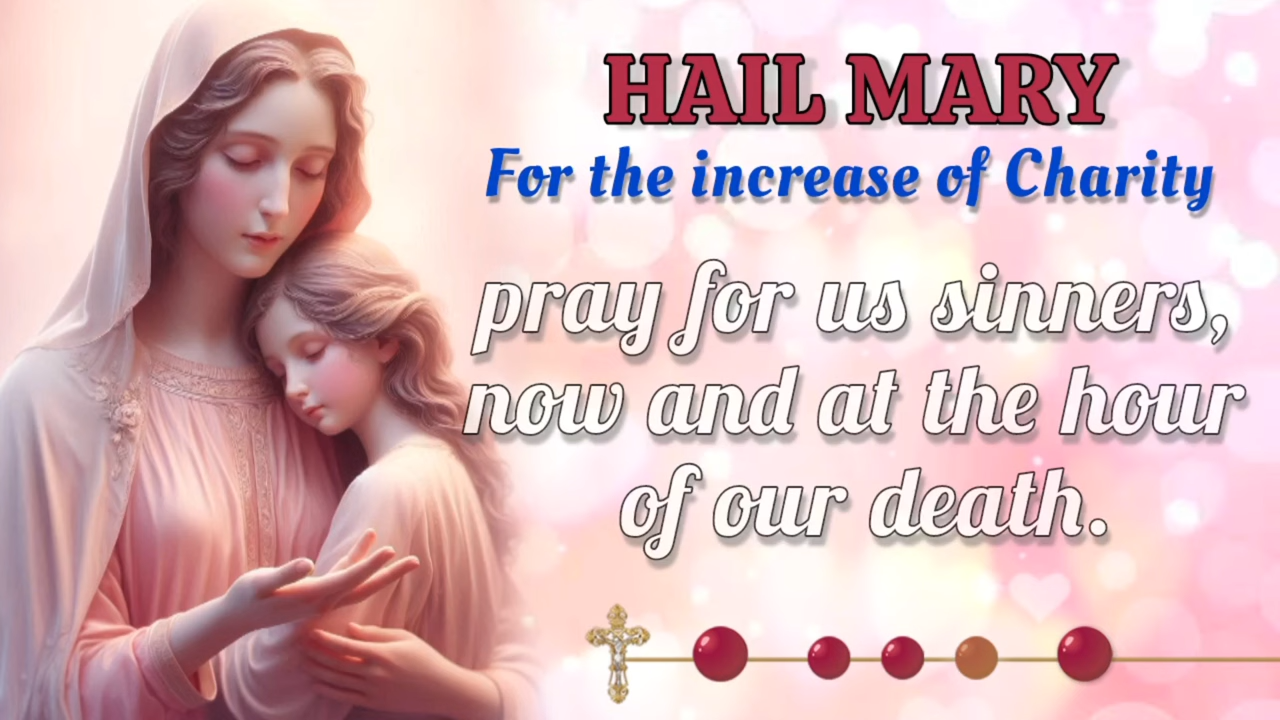 HAIL MARY
For the increase of Charity
pray for us sinners,
now and at the hour
of our death.